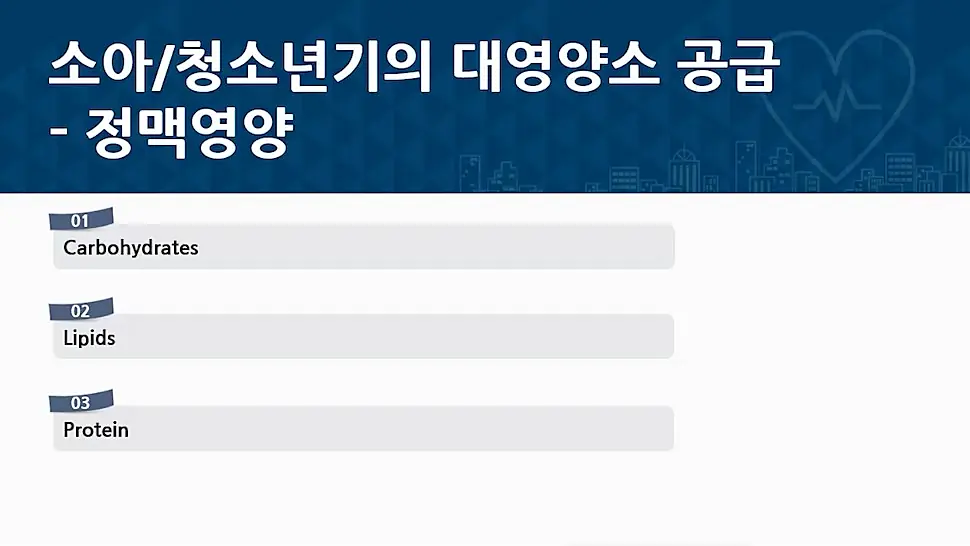 소아/청소년기의 대영양소 공급
- 정맥영양
01
Carbohydrates
02
Lipids
03
Protein